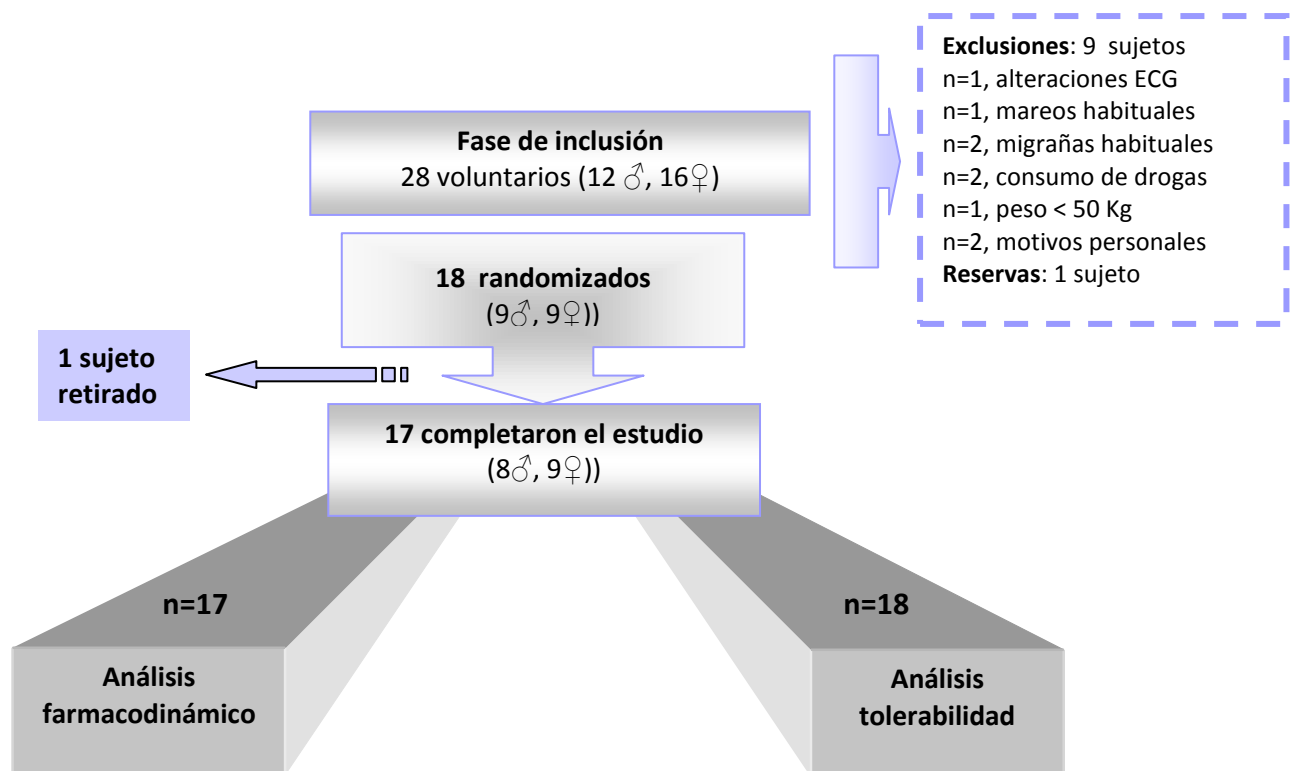 Exclusiones: 9 sujetos
n=1, alteraciones ECG
n=1, mareos habituales
n=2, migrañas habituales
n=2, consumo de drogas
n=1, peso < 50 Kg
n=2, motivos personales
Reservas: 1 sujeto
Fase de inclusión
28 voluntarios (12 ♂, 16♀)
18 randomizados
(9♂, 9♀))
1 sujeto
retirado
17 completaron el estudio
(8♂, 9♀))
n=17
n=18
Análisis
farmacodinámico
Análisis
tolerabilidad